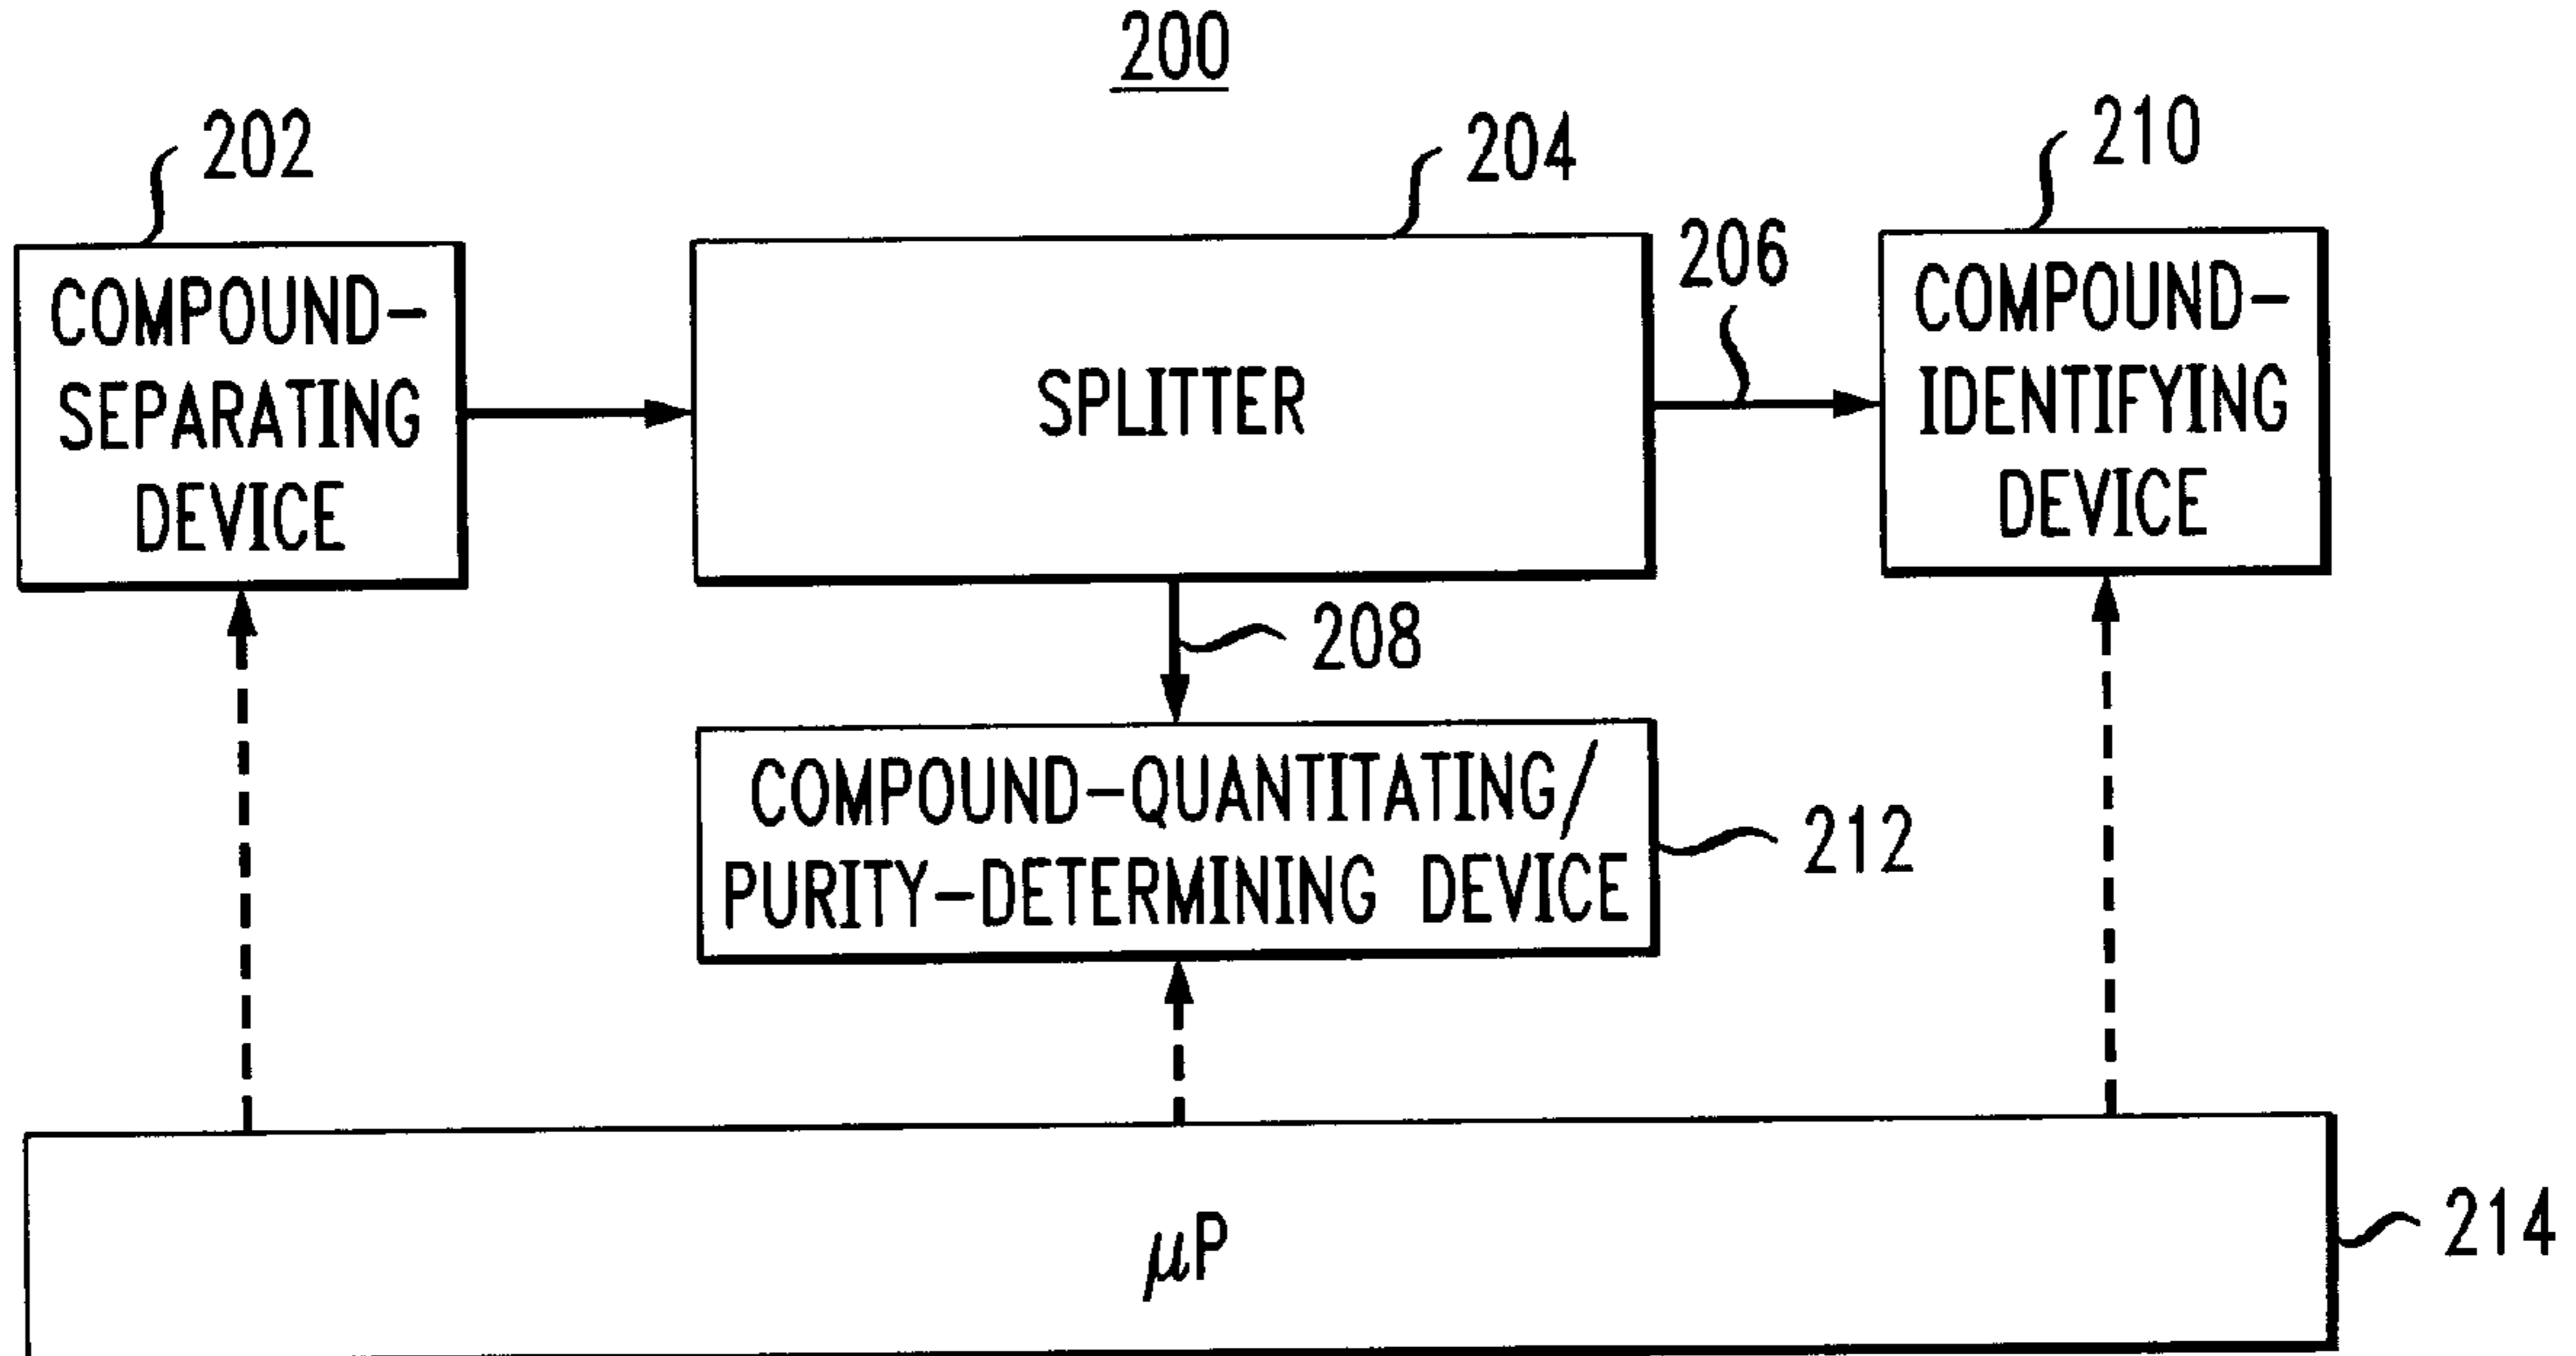 200
202
204
210
206
COMPOUND-
SEPARATING
DEVICE
SPLITTER
COMPOUND-
IDENTIFYING
DEVICE
208
COMPOUND-QUANTITATING/
PURITY-DETERMINING DEVICE
212
μP
214